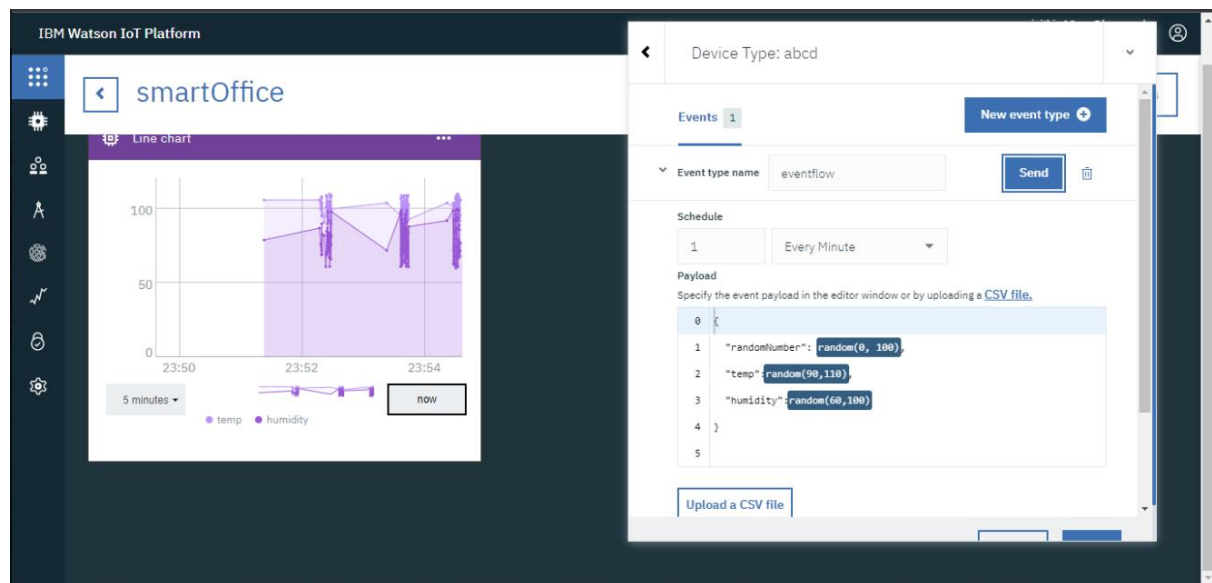 IBM Watson IoT Platform
smartOffice
Line chart
100
50
0
23:50 23:52 23:54
5 minutes
now
temp humidity
Device Type: abcd
Events 1
New event type
Event type name eventflow Send
Schedule
1 Every Minute
Payload
Specify the event payload in the editor window or by uploading a CSV file.
0 {
1 "randomNumber": random(0, 100),
2 "temp":random(90,110),
3 "humidity":random(60,100)
4 }
5
Upload a CSV file